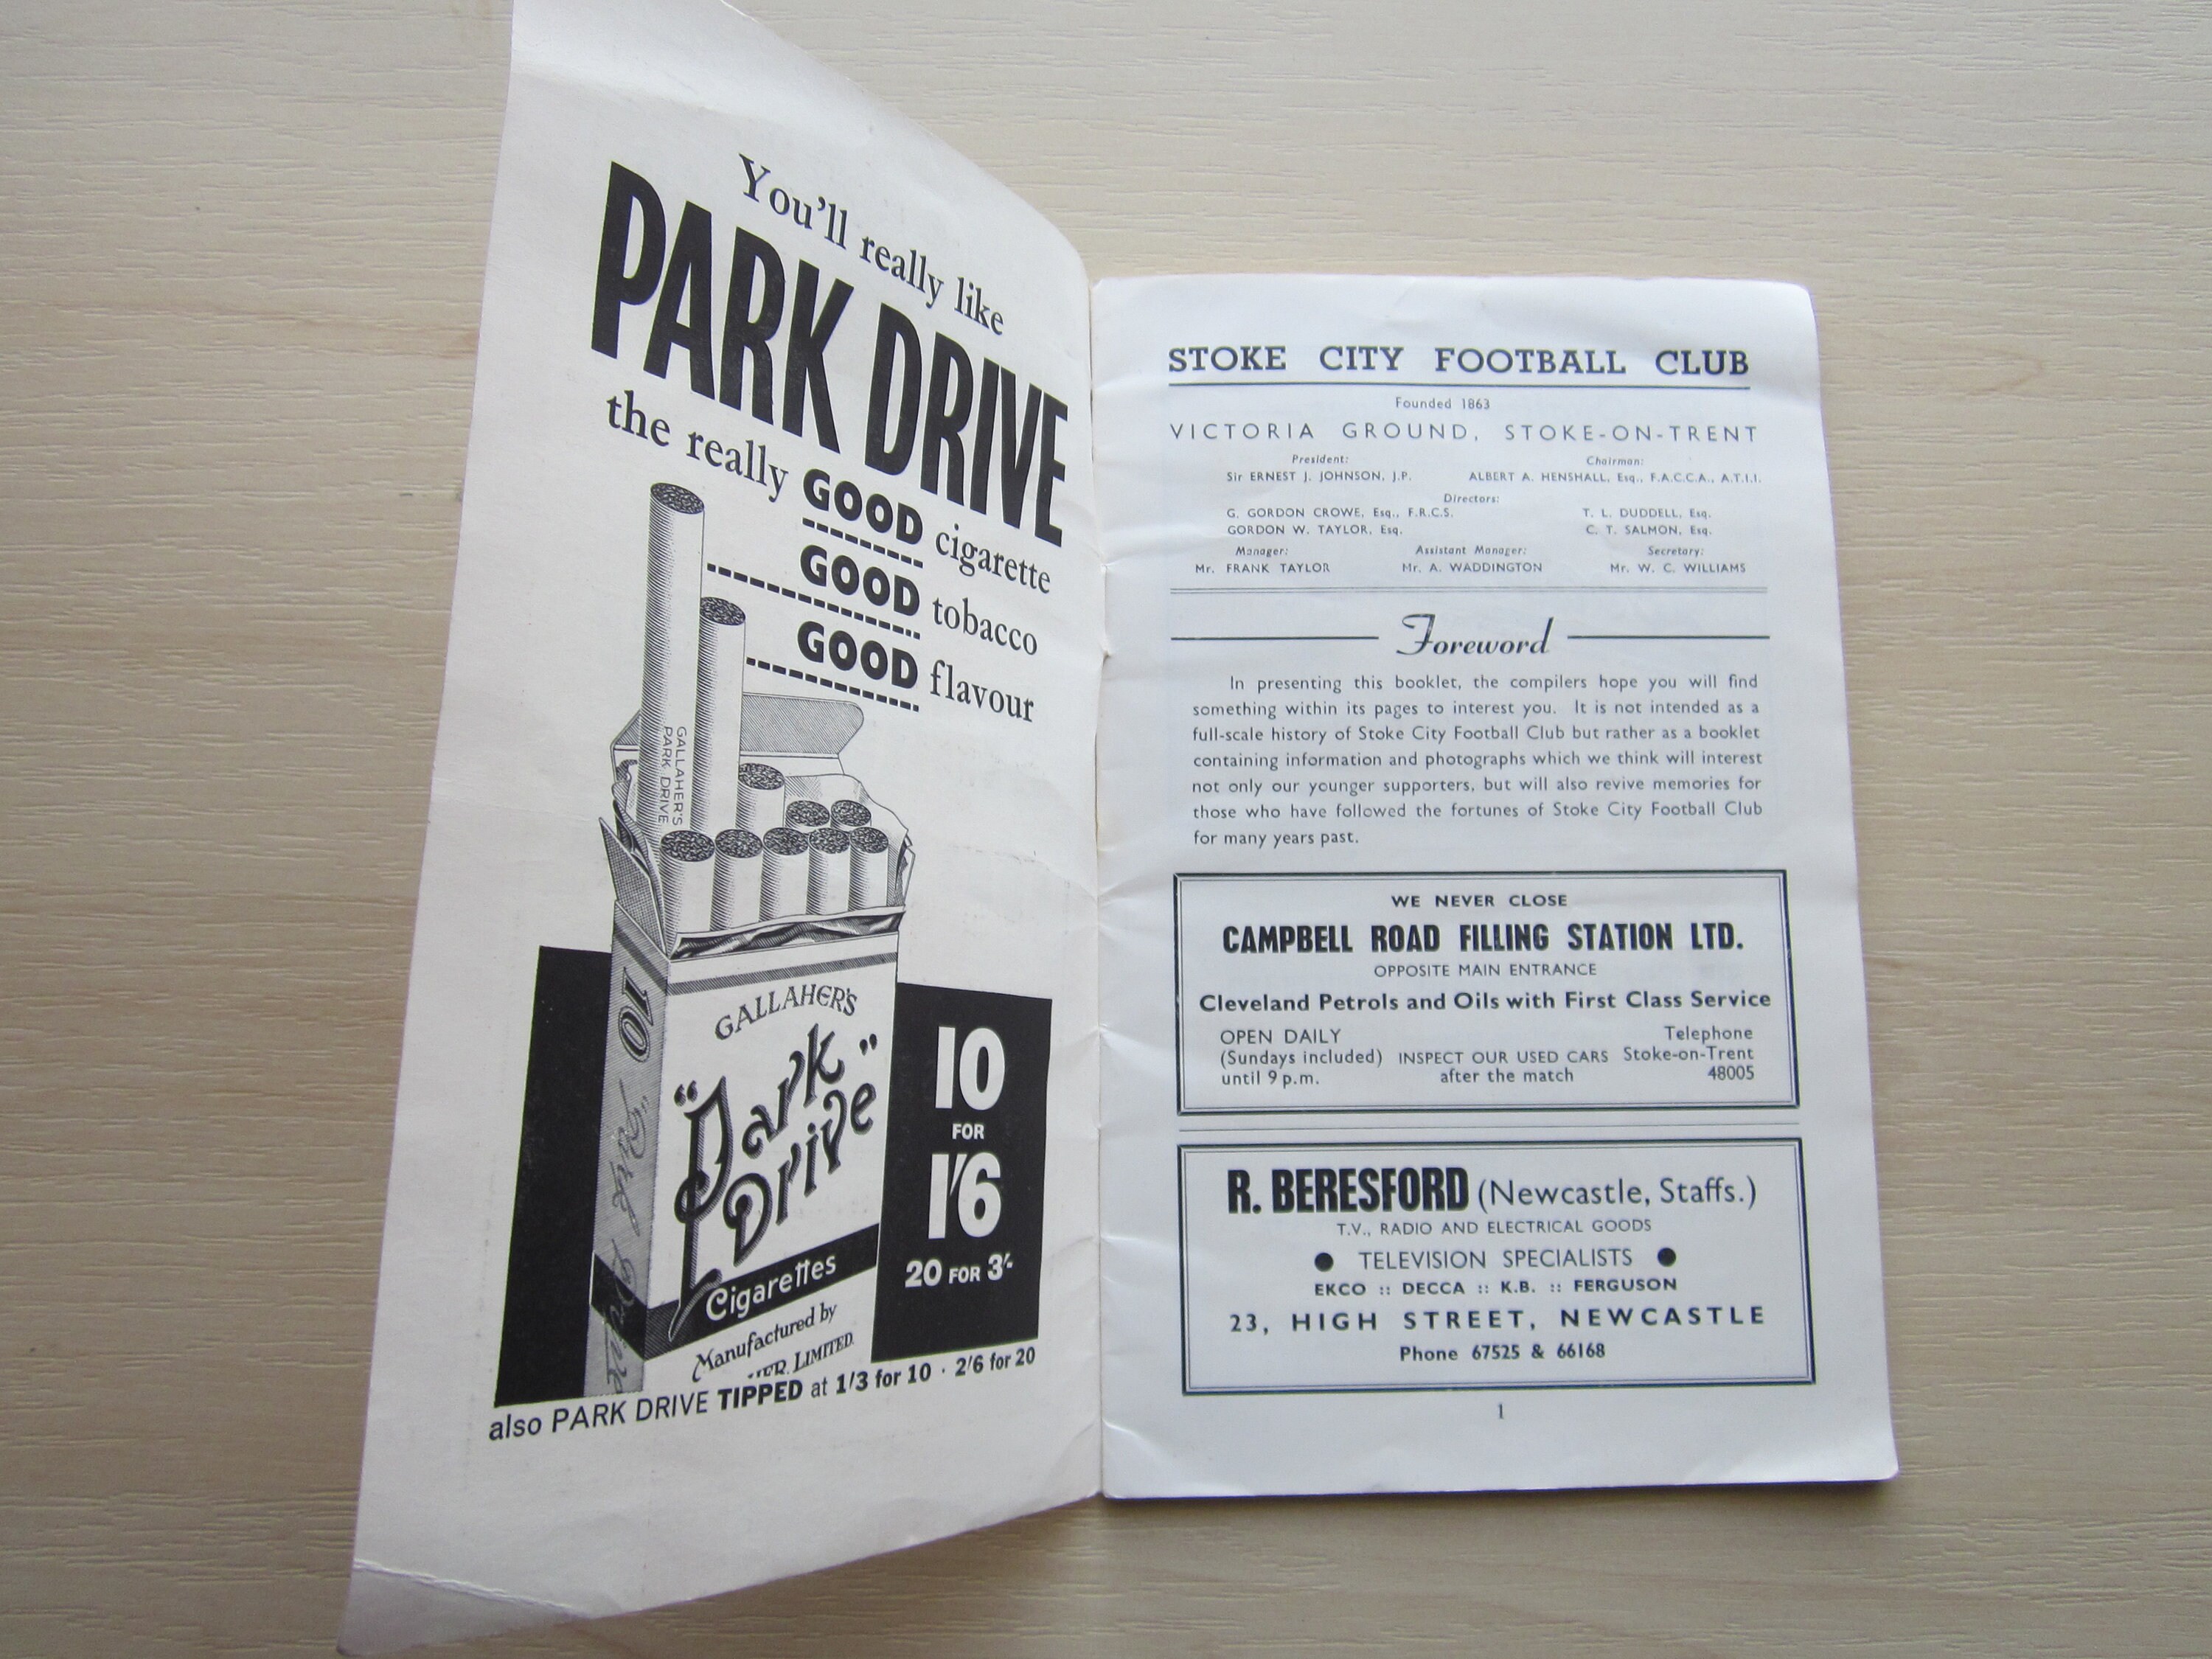 You'll really like
PARK DRIVE
the really GOOD cigarette
GOOD tobacco
GOOD flavour
GALLAHER'S
PARK DRIVE
10
"Park Drive"
GALLAHER'S
"Park"
Drive
Cigarettes
Manufactured by
LIMITED.
10
FOR
1'6
20 FOR 3'-
also PARK DRIVE TIPPED at 1/3 for 10 · 2/6 for 20
STOKE CITY FOOTBALL CLUB
Founded 1863
VICTORIA GROUND, STOKE-ON-TRENT
President: Chairman:
Sir ERNEST J. JOHNSON, J.P. ALBERT A. HENSHALL, Esq., F.A.C.C.A., A.T.I.I.
Directors:
G. GORDON CROWE, Esq., F.R.C.S. T. L. DUDDELL, Esq.
GORDON W. TAYLOR, Esq. C. T. SALMON, Esq.
Manager: Assistant Manager: Secretary:
Mr. FRANK TAYLOR Mr. A. WADDINGTON Mr. W. C. WILLIAMS
Foreword
In presenting this booklet, the compilers hope you will find
something within its pages to interest you. It is not intended as a
full-scale history of Stoke City Football Club but rather as a booklet
containing information and photographs which we think will interest
not only our younger supporters, but will also revive memories for
those who have followed the fortunes of Stoke City Football Club
for many years past.
WE NEVER CLOSE
CAMPBELL ROAD FILLING STATION LTD.
OPPOSITE MAIN ENTRANCE
Cleveland Petrols and Oils with First Class Service
OPEN DAILY Telephone
(Sundays included) INSPECT OUR USED CARS Stoke-on-Trent
until 9 p.m. after the match 48005
R. BERESFORD (Newcastle, Staffs.)
T.V., RADIO AND ELECTRICAL GOODS
● TELEVISION SPECIALISTS ●
EKCO :: DECCA :: K.B. :: FERGUSON
23, HIGH STREET, NEWCASTLE
Phone 67525 & 66168
1